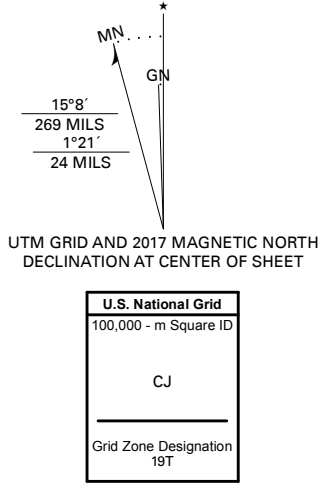 MN
GN
15°8´
269 MILS
1°21´
24 MILS
UTM GRID AND 2017 MAGNETIC NORTH
DECLINATION AT CENTER OF SHEET
U.S. National Grid
100,000 - m Square ID
CJ
Grid Zone Designation
19T